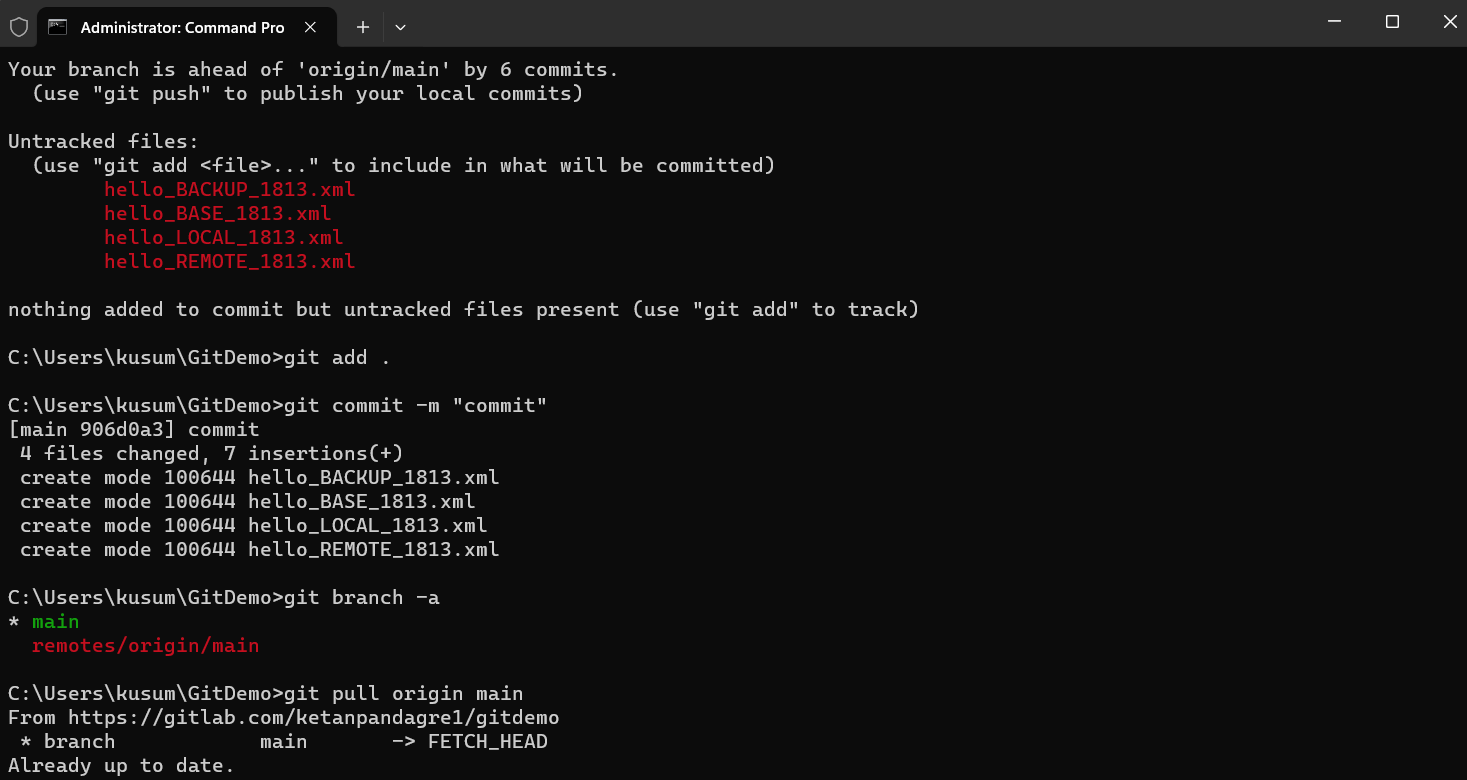 Administrator: Command Pro
Your branch is ahead of 'origin/main' by 6 commits.
  (use "git push" to publish your local commits)
Untracked files:
  (use "git add <file>..." to include in what will be committed)
        hello_BACKUP_1813.xml
        hello_BASE_1813.xml
        hello_LOCAL_1813.xml
        hello_REMOTE_1813.xml
nothing added to commit but untracked files present (use "git add" to track)
C:\Users\kusum\GitDemo>git add .
C:\Users\kusum\GitDemo>git commit -m "commit"
[main 906d0a3] commit
 4 files changed, 7 insertions(+)
 create mode 100644 hello_BACKUP_1813.xml
 create mode 100644 hello_BASE_1813.xml
 create mode 100644 hello_LOCAL_1813.xml
 create mode 100644 hello_REMOTE_1813.xml
C:\Users\kusum\GitDemo>git branch -a
* main
  remotes/origin/main
C:\Users\kusum\GitDemo>git pull origin main
From https://gitlab.com/ketanpandagre1/gitdemo
 * branch            main       -> FETCH_HEAD
Already up to date.